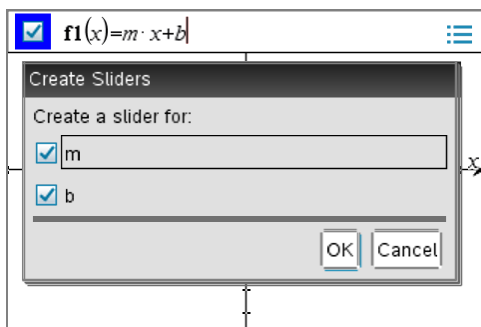 f1(x)=m·x+b
Create Sliders
Create a slider for:
m
b
OK Cancel
x